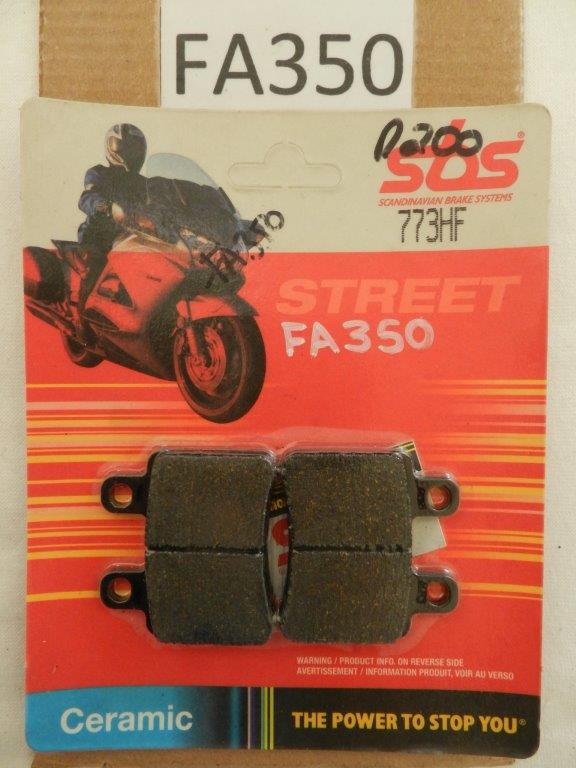 FA350
R200
sbs®
SCANDINAVIAN BRAKE SYSTEMS
773HF
FA350
STREET
FA350
WARNING / PRODUCT INFO. ON REVERSE SIDE
AVERTISSEMENT / INFORMATION PRODUIT, VOIR AU VERSO
Ceramic
THE POWER TO STOP YOU®